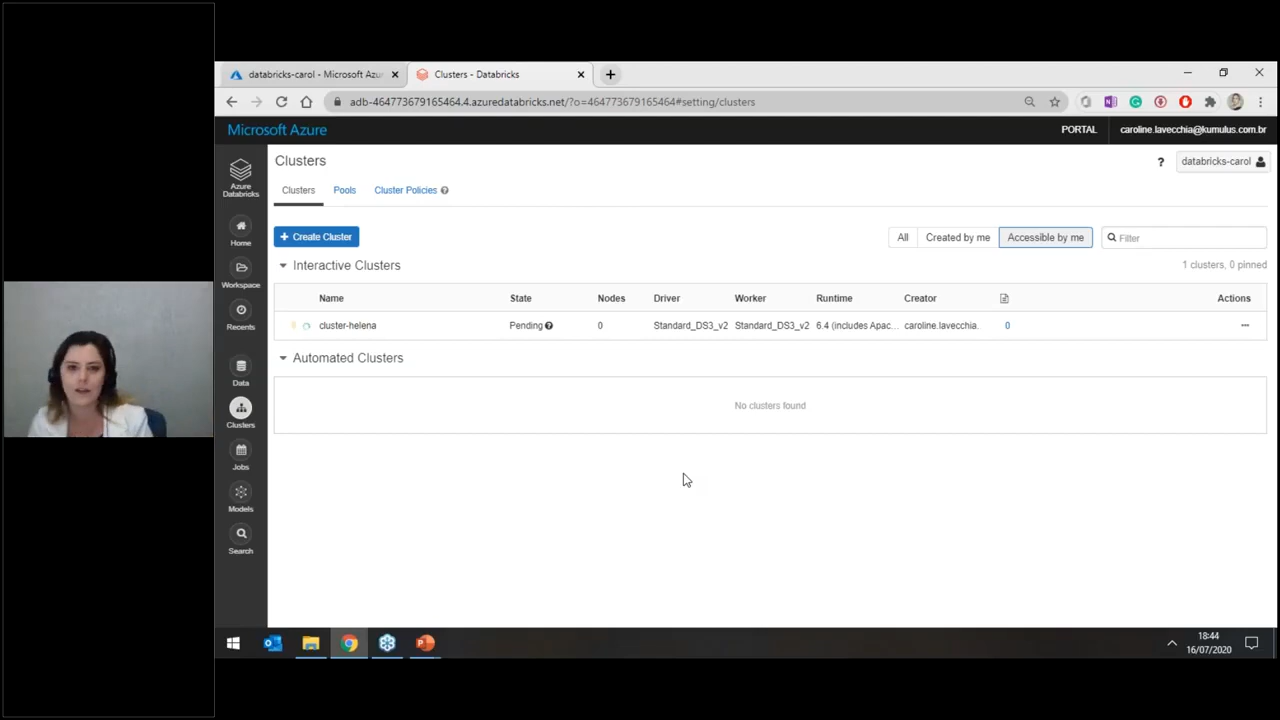 databricks-carol - Microsoft Azu
Clusters - Databricks
adb-464773679165464.4.azuredatabricks.net/?o=464773679165464#setting/clusters
Microsoft Azure
PORTAL
caroline.lavecchia@kumulus.com.br
Azure
Databricks
Home
Workspace
Recents
Data
Clusters
Jobs
Models
Search
Clusters
?
databricks-carol
Clusters Pools Cluster Policies ?
+ Create Cluster
All Created by me Accessible by me Filter
Interactive Clusters
1 clusters, 0 pinned
Name State Nodes Driver Worker Runtime Creator Actions
cluster-helena Pending ? 0 Standard_DS3_v2 Standard_DS3_v2 6.4 (includes Apac... caroline.lavecchia. 0 ...
Automated Clusters
No clusters found
18:44
16/07/2020